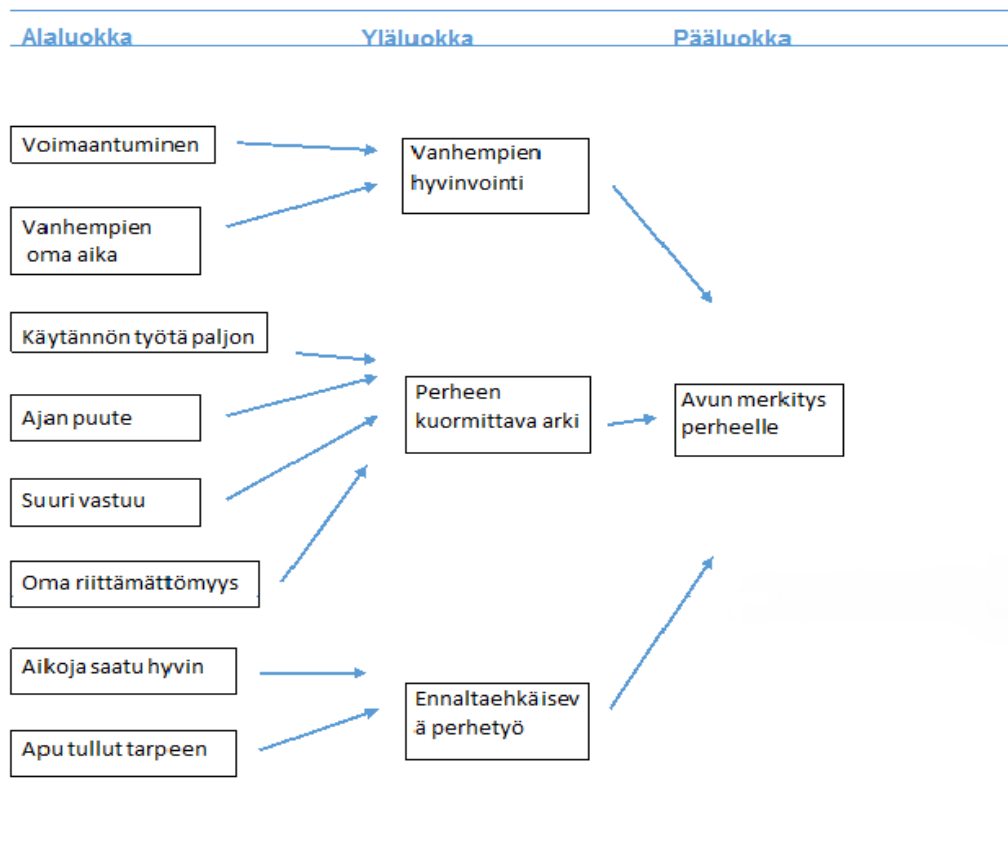 Alaluokka Yläluokka Pääluokka
Voimaantuminen
Vanhempien
oma aika
Käytännön työtä paljon
Ajan puute
Suuri vastuu
Oma riittämättömyys
Aikoja saatu hyvin
Apu tullut tarpeen
Vanhempien
hyvinvointi
Perheen
kuormittava arki
Ennaltaehkäisev
ä perhetyö
Avun merkitys
perheelle